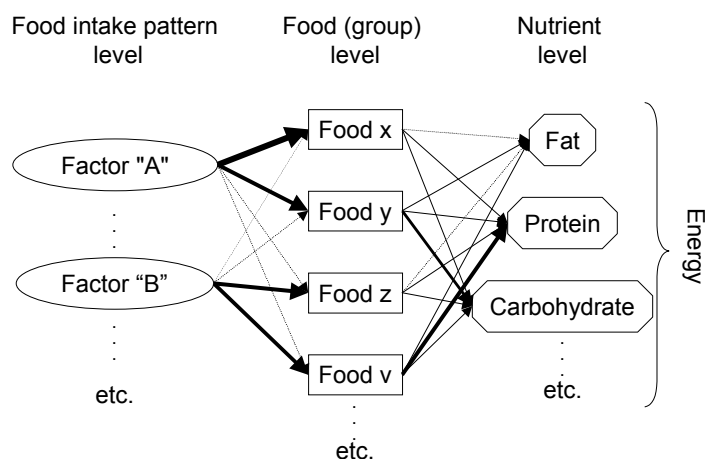 Food intake pattern
level
Food (group)
level
Nutrient
level
Factor "A"
Factor “B”
etc.
Food x
Food y
Food z
Food v
etc.
Fat
Protein
Carbohydrate
etc.
Energy